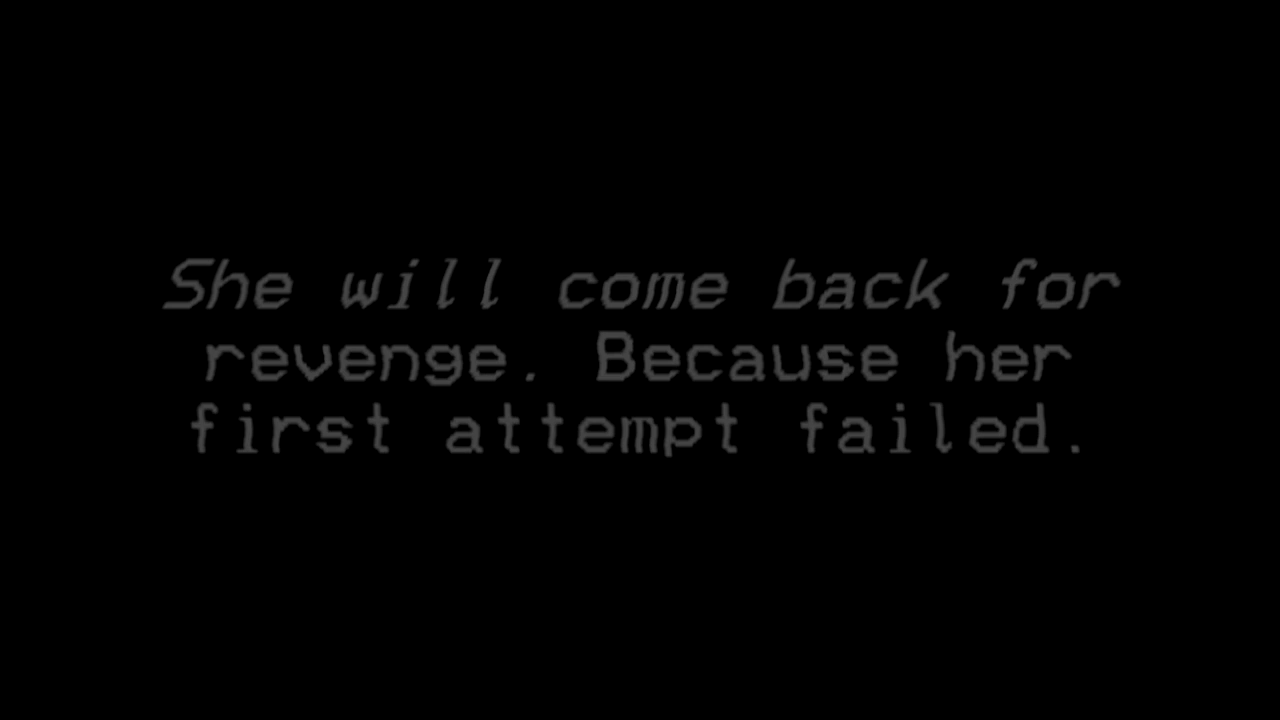 She will come back for
revenge. Because her
first attempt failed.